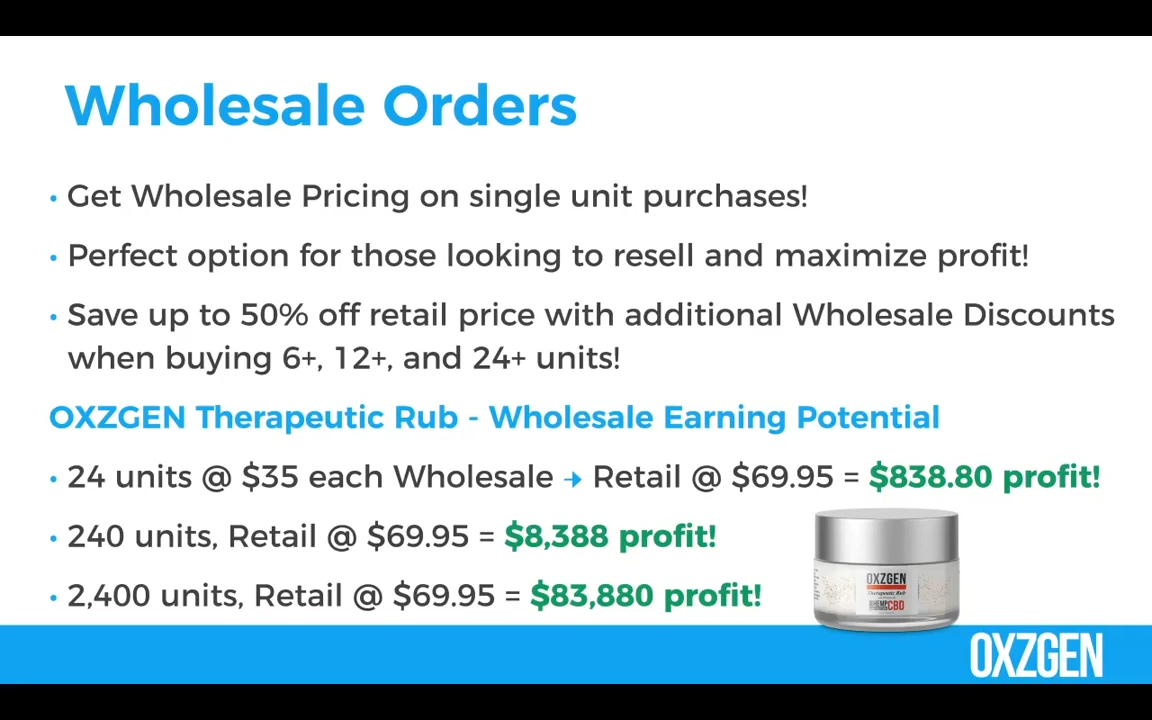 Wholesale Orders
• Get Wholesale Pricing on single unit purchases!
• Perfect option for those looking to resell and maximize profit!
• Save up to 50% off retail price with additional Wholesale Discounts
when buying 6+, 12+, and 24+ units!
OXZGEN Therapeutic Rub - Wholesale Earning Potential
• 24 units @ $35 each Wholesale → Retail @ $69.95 = $838.80 profit!
• 240 units, Retail @ $69.95 = $8,388 profit!
• 2,400 units, Retail @ $69.95 = $83,880 profit!
OXZGEN
Therapeutic Rub
HEMP CBD
OXZGEN